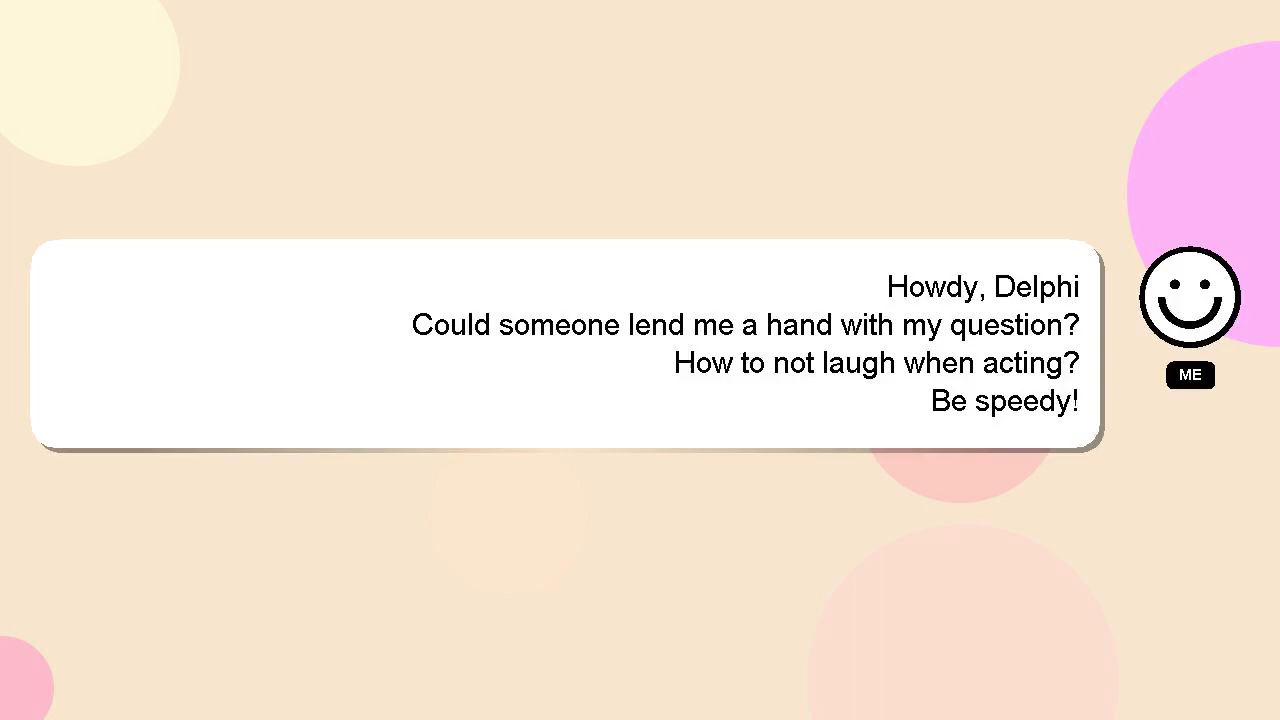 Howdy, Delphi
Could someone lend me a hand with my question?
How to not laugh when acting?
Be speedy!
ME